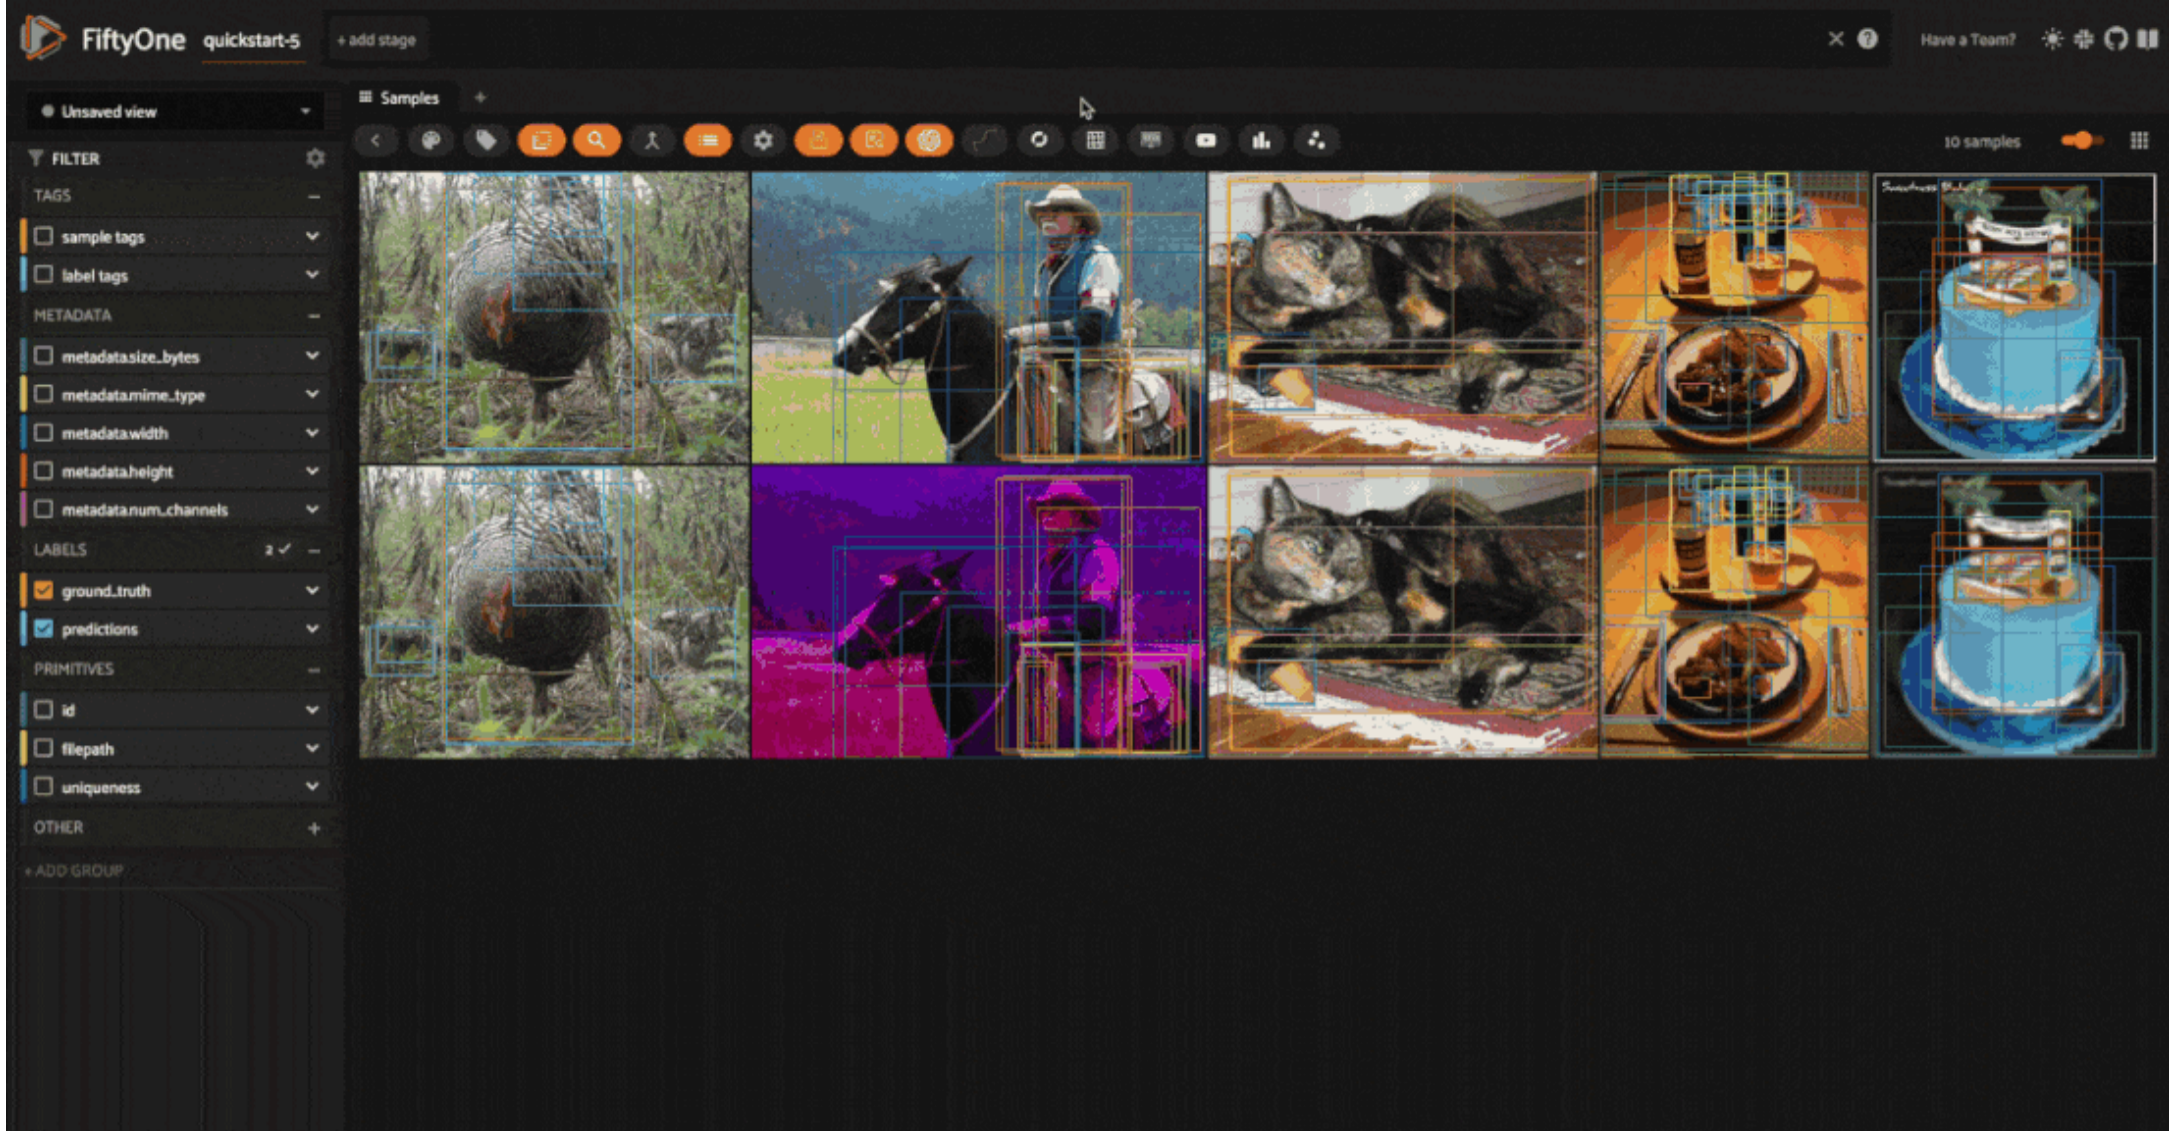 FiftyOne quickstart-5 + add stage Have a Team?
Unsaved view
Samples +
10 samples
FILTER
TAGS
sample tags
label tags
METADATA
metadata.size_bytes
metadata.mime_type
metadata.width
metadata.height
metadata.num_channels
LABELS 2
ground_truth
predictions
PRIMITIVES
id
filepath
uniqueness
OTHER
+ ADD GROUP
Sweetness